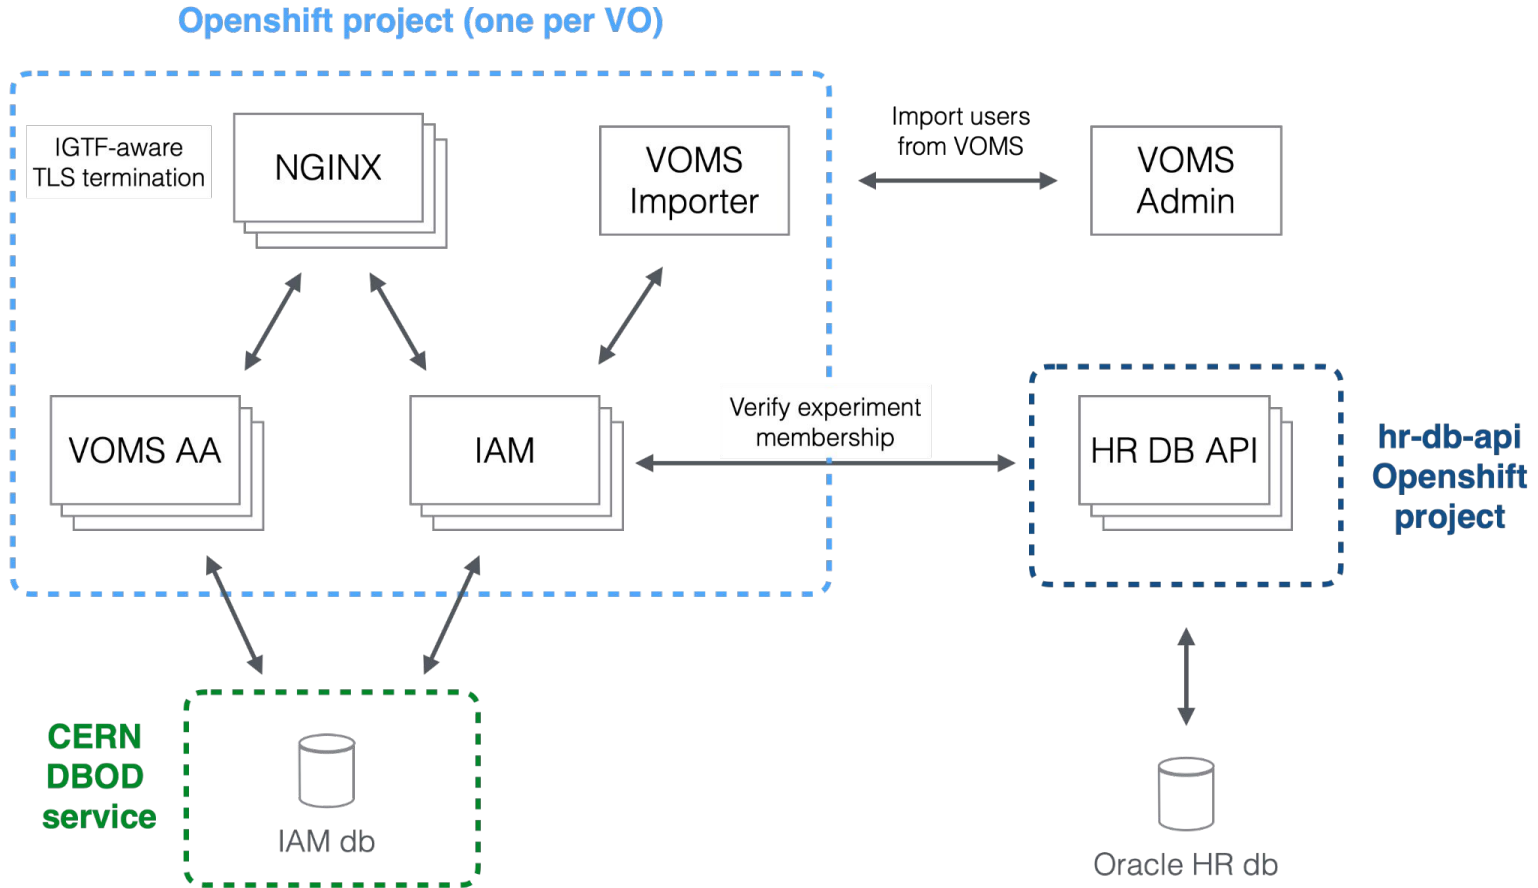 Openshift project (one per VO)
IGTF-aware
TLS termination
NGINX
VOMS
Importer
Import users
from VOMS
VOMS
Admin
VOMS AA
IAM
Verify experiment
membership
HR DB API
hr-db-api
Openshift
project
CERN
DBOD
service
IAM db
Oracle HR db